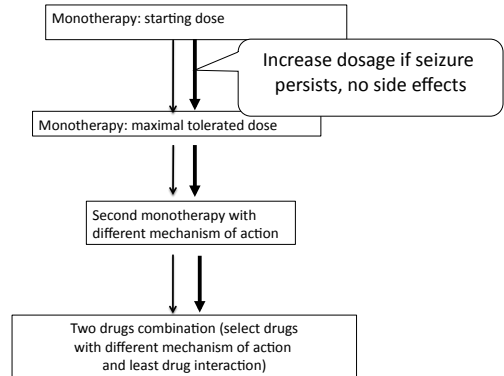 Monotherapy: starting dose
Increase dosage if seizure
persists, no side effects
Monotherapy: maximal tolerated dose
Second monotherapy with
different mechanism of action
Two drugs combination (select drugs
with different mechanism of action
and least drug interaction)